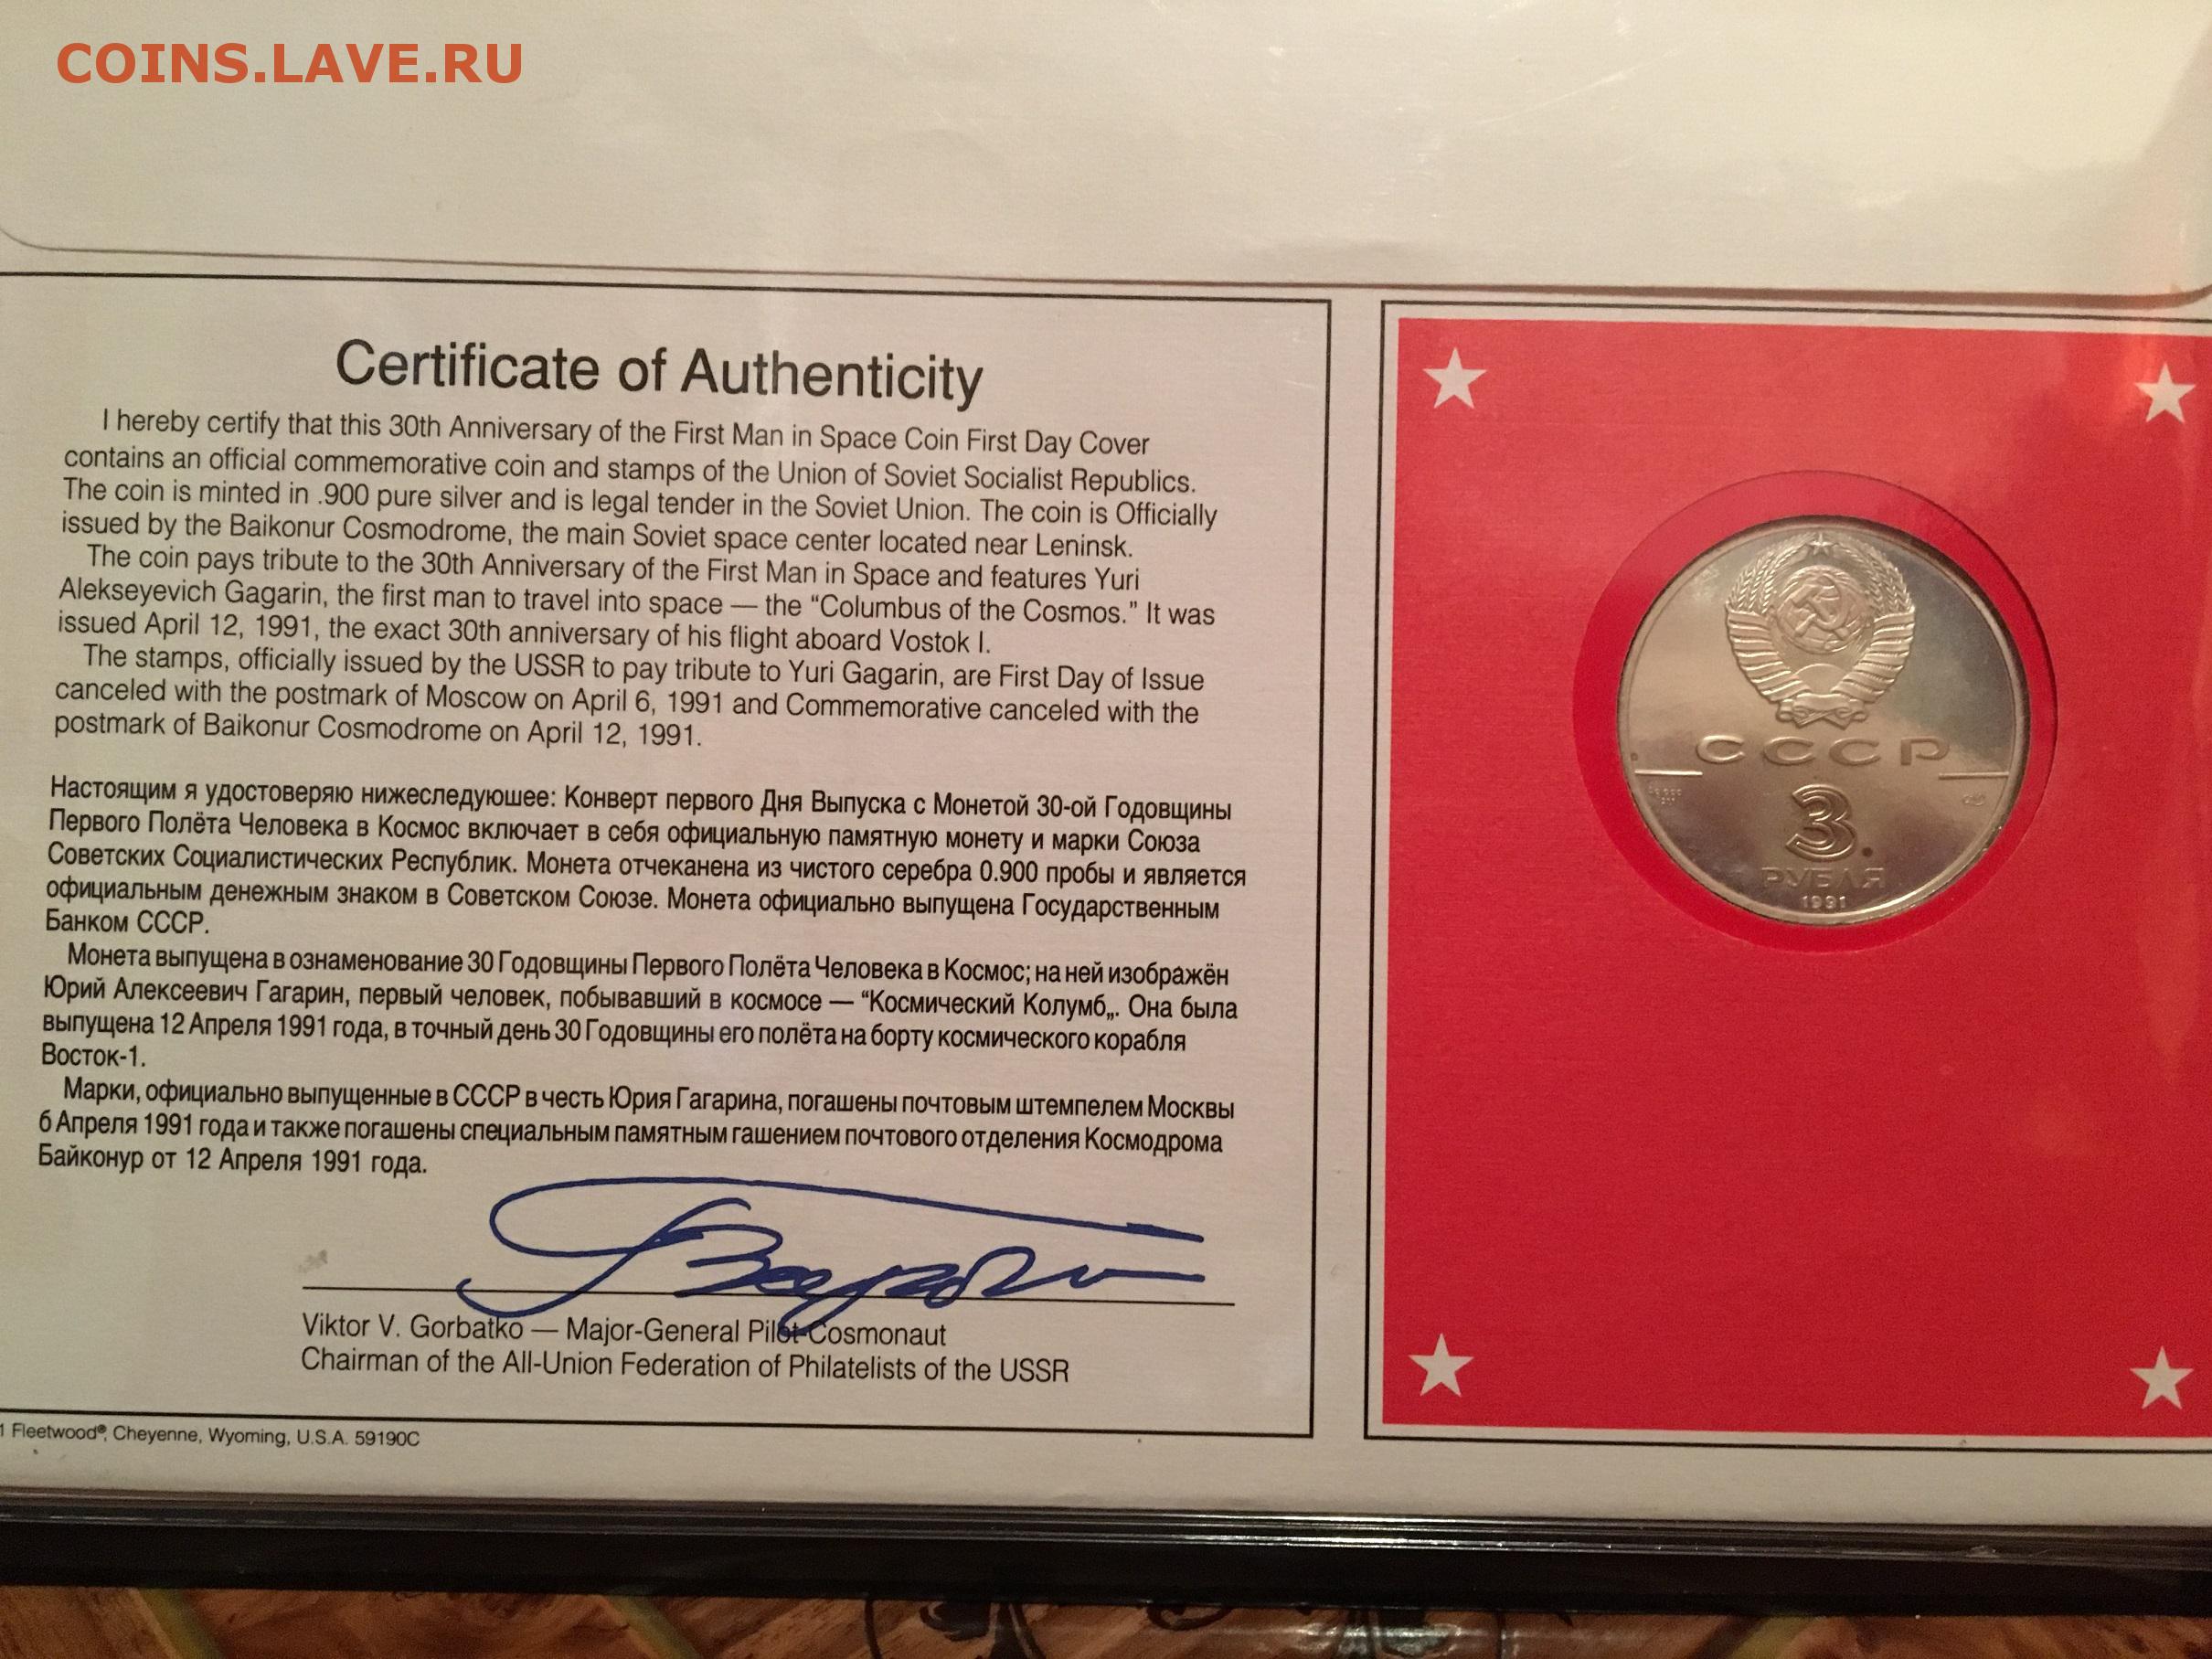 COINS.LAVE.RU
Certificate of Authenticity
I hereby certify that this 30th Anniversary of the First Man in Space Coin First Day Cover
contains an official commemorative coin and stamps of the Union of Soviet Socialist Republics.
The coin is minted in .900 pure silver and is legal tender in the Soviet Union. The coin is Officially
issued by the Baikonur Cosmodrome, the main Soviet space center located near Leninsk.
The coin pays tribute to the 30th Anniversary of the First Man in Space and features Yuri
Alekseyevich Gagarin, the first man to travel into space — the “Columbus of the Cosmos.” It was
issued April 12, 1991, the exact 30th anniversary of his flight aboard Vostok I.
The stamps, officially issued by the USSR to pay tribute to Yuri Gagarin, are First Day of Issue
canceled with the postmark of Moscow on April 6, 1991 and Commemorative canceled with the
postmark of Baikonur Cosmodrome on April 12, 1991.
Настоящим я удостоверяю нижеследуюшее: Конверт первого Дня Выпуска с Монетой 30-ой Годовщины
Первого Полёта Человека в Космос включает в себя официальную памятную монету и марки Союза
Советских Социалистических Республик. Монета отчеканена из чистого серебра 0.900 пробы и является
официальным денежным знаком в Советском Союзе. Монета официально выпущена Государственным
Банком СССР.
Монета выпущена в ознаменование 30 Годовщины Первого Полёта Человека в Космос; на ней изображён
Юрий Алексеевич Гагарин, первый человек, побывавший в космосе — “Космический Колумб„. Она была
выпущена 12 Апреля 1991 года, в точный день 30 Годовщины его полёта на борту космического корабля
Восток-1.
Марки, официально выпущенные в СССР в честь Юрия Гагарина, погашены почтовым штемпелем Москвы
6 Апреля 1991 года и также погашены специальным памятным гашением почтового отделения Космодрома
Байконур от 12 Апреля 1991 года.
Viktor V. Gorbatko — Major-General Pilot-Cosmonaut
Chairman of the All-Union Federation of Philatelists of the USSR
1 Fleetwood®, Cheyenne, Wyoming, U.S.A. 59190C
СССР
3
РУБЛЯ
1991